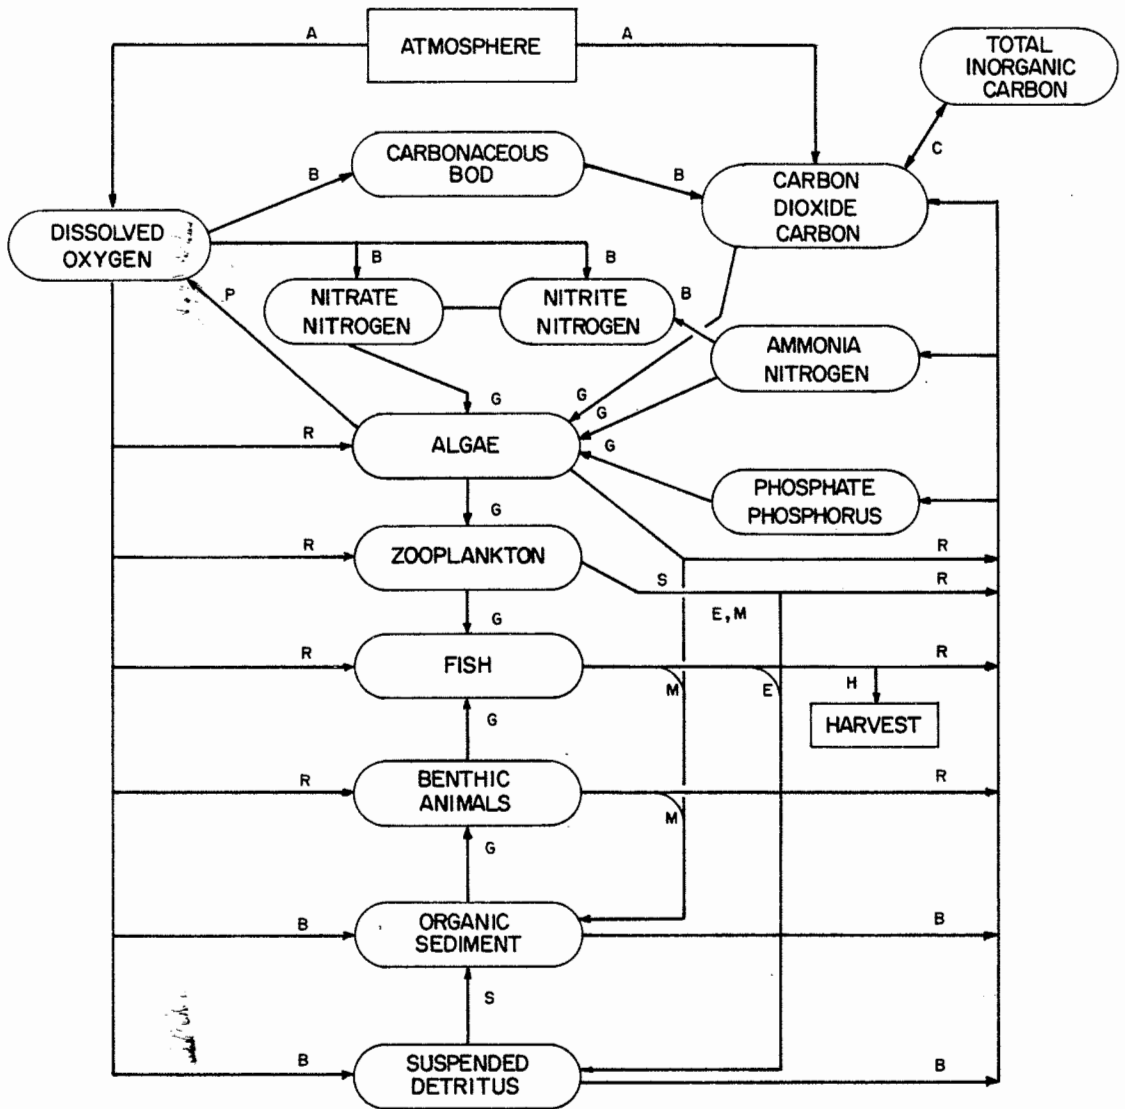 A
ATMOSPHERE
A
TOTAL
INORGANIC
CARBON
C
CARBONACEOUS
BOD
B
B
CARBON
DIOXIDE
CARBON
DISSOLVED
OXYGEN
B
B
P
NITRATE
NITROGEN
NITRITE
NITROGEN
B
AMMONIA
NITROGEN
G
G
G
G
R
ALGAE
PHOSPHATE
PHOSPHORUS
G
R
ZOOPLANKTON
R
S
R
E, M
G
R
FISH
R
M
E
H
HARVEST
G
R
BENTHIC
ANIMALS
R
M
G
B
ORGANIC
SEDIMENT
B
S
B
SUSPENDED
DETRITUS
B